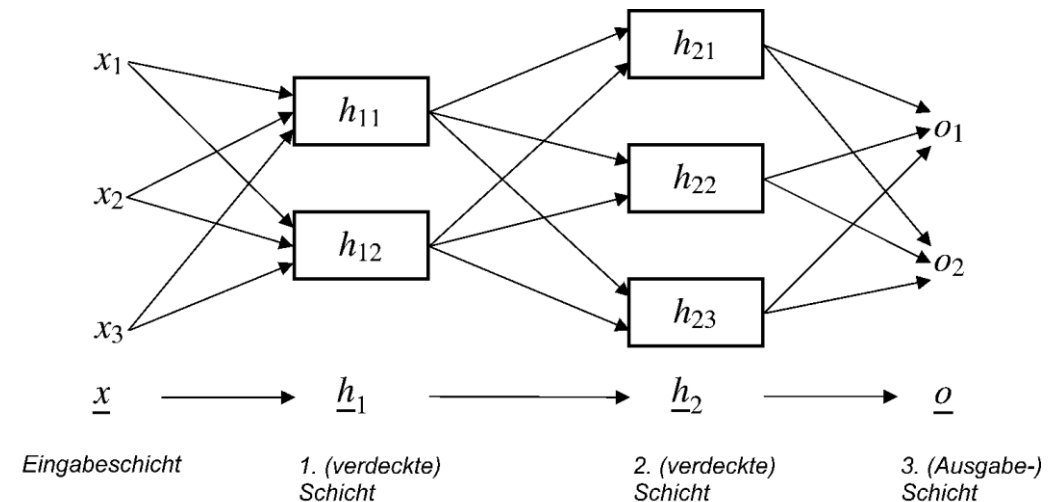 x1
x2
x3
h11
h12
h21
h22
h23
o1
o2
x
h1
h2
o
Eingabeschicht
1. (verdeckte)
Schicht
2. (verdeckte)
Schicht
3. (Ausgabe-)
Schicht